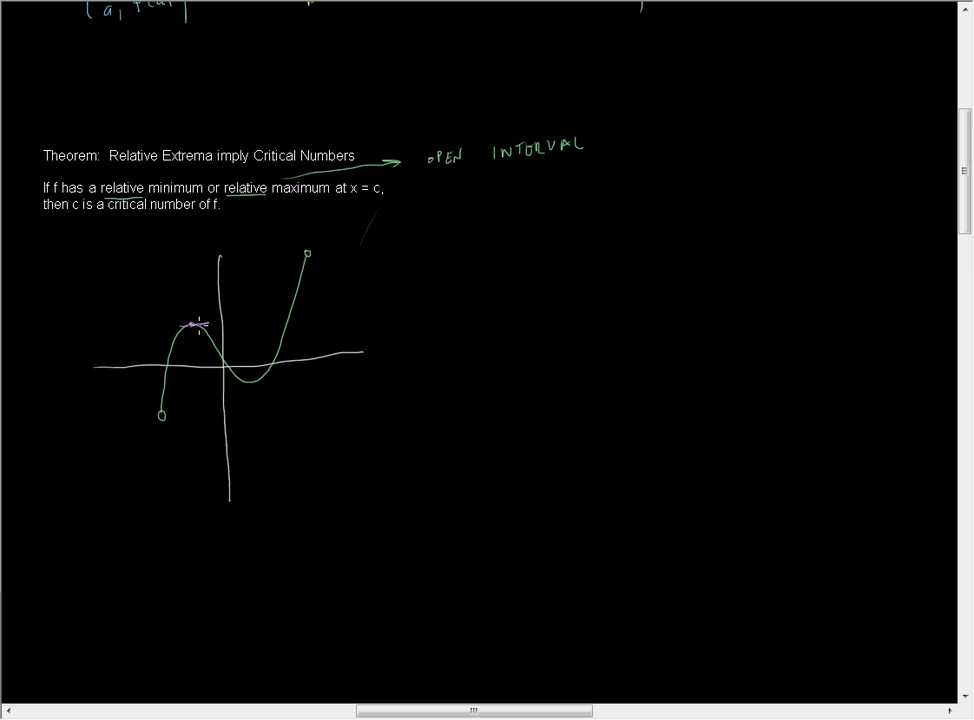 Theorem: Relative Extrema imply Critical Numbers
OPEN INTERVAL
If f has a relative minimum or relative maximum at x = c,
then c is a critical number of f.